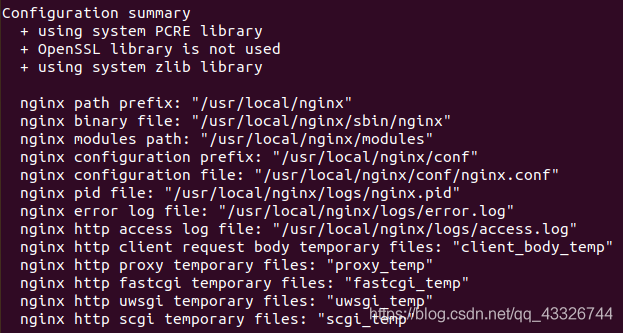 Configuration summary
+ using system PCRE library
+ OpenSSL library is not used
+ using system zlib library
nginx path prefix: "/usr/local/nginx"
nginx binary file: "/usr/local/nginx/sbin/nginx"
nginx modules path: "/usr/local/nginx/modules"
nginx configuration prefix: "/usr/local/nginx/conf"
nginx configuration file: "/usr/local/nginx/conf/nginx.conf"
nginx pid file: "/usr/local/nginx/logs/nginx.pid"
nginx error log file: "/usr/local/nginx/logs/error.log"
nginx http access log file: "/usr/local/nginx/logs/access.log"
nginx http client request body temporary files: "client_body_temp"
nginx http proxy temporary files: "proxy_temp"
nginx http fastcgi temporary files: "fastcgi_temp"
nginx http uwsgi temporary files: "uwsgi_temp"
nginx http scgi temporary files: "scgi_temp"
https://blog.csdn.net/qq_43326744